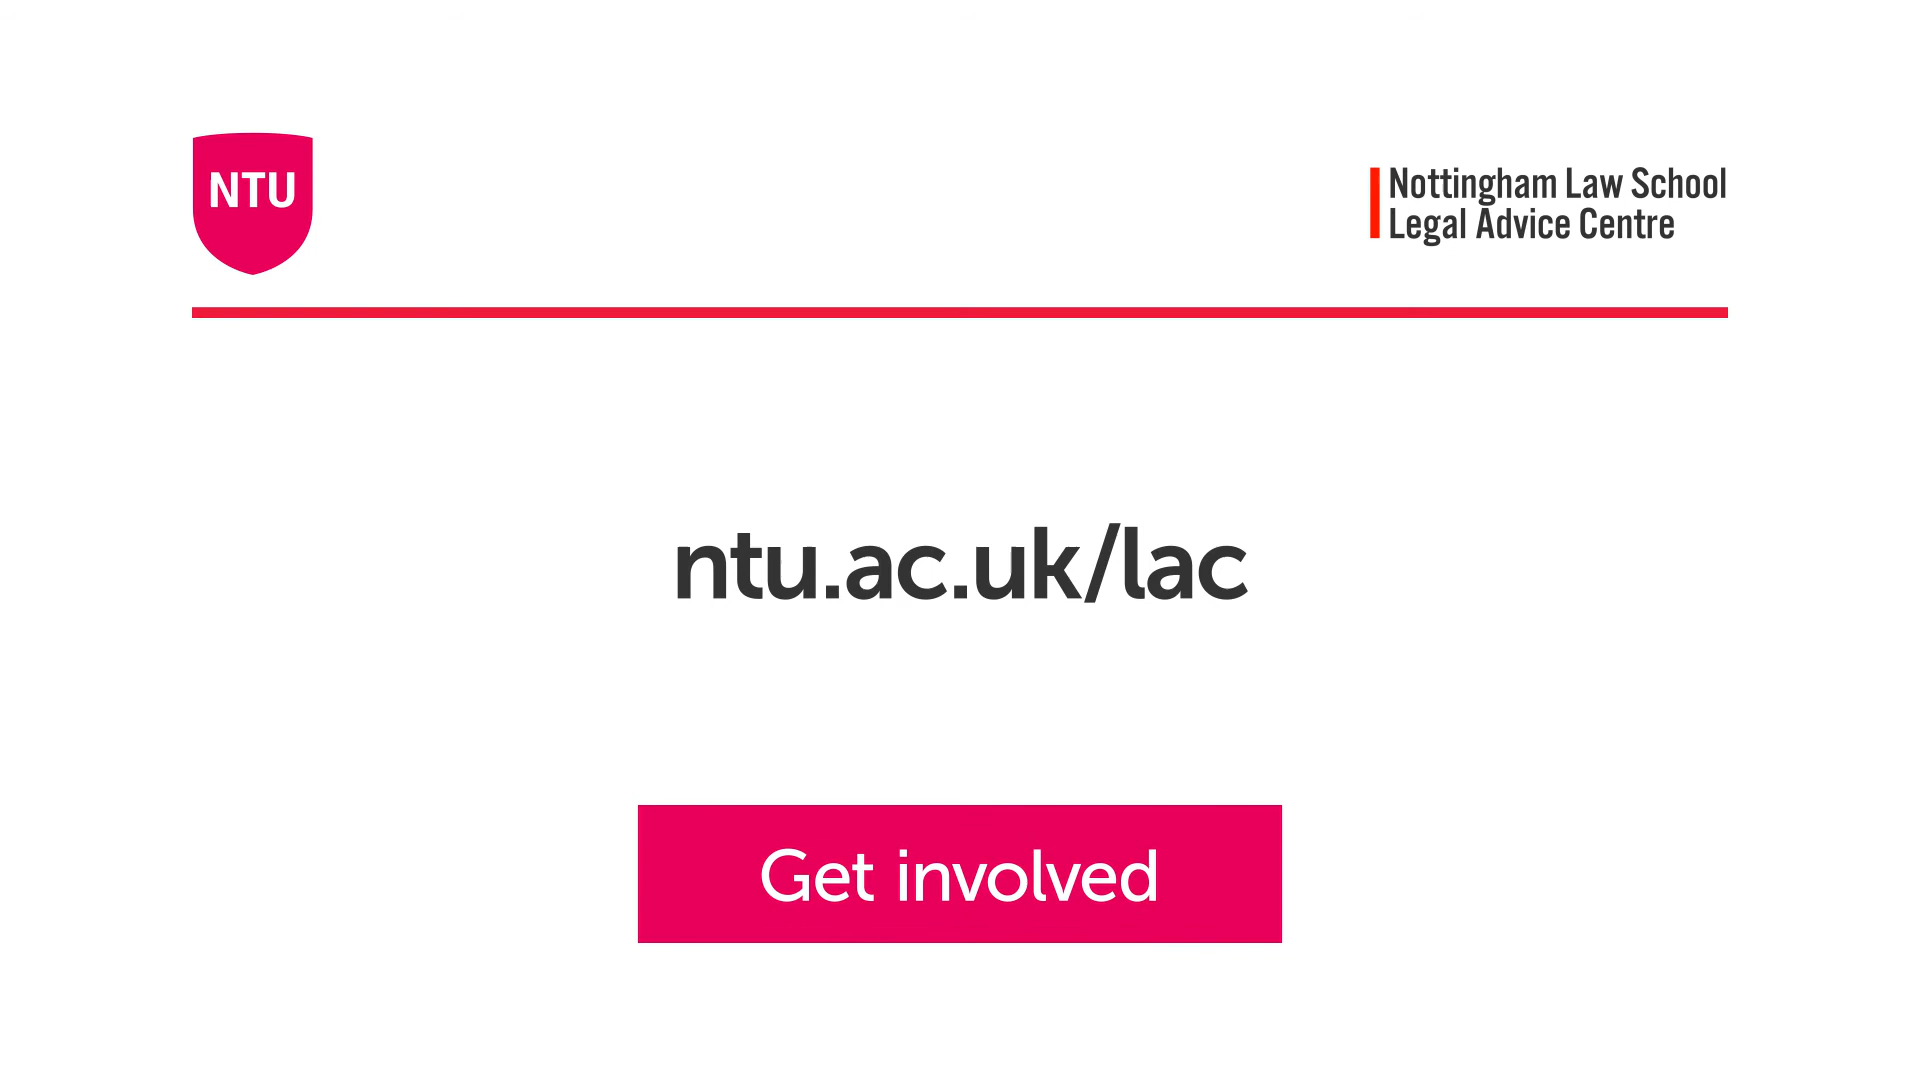 NTU
Nottingham Law School
Legal Advice Centre
ntu.ac.uk/lac
Get involved